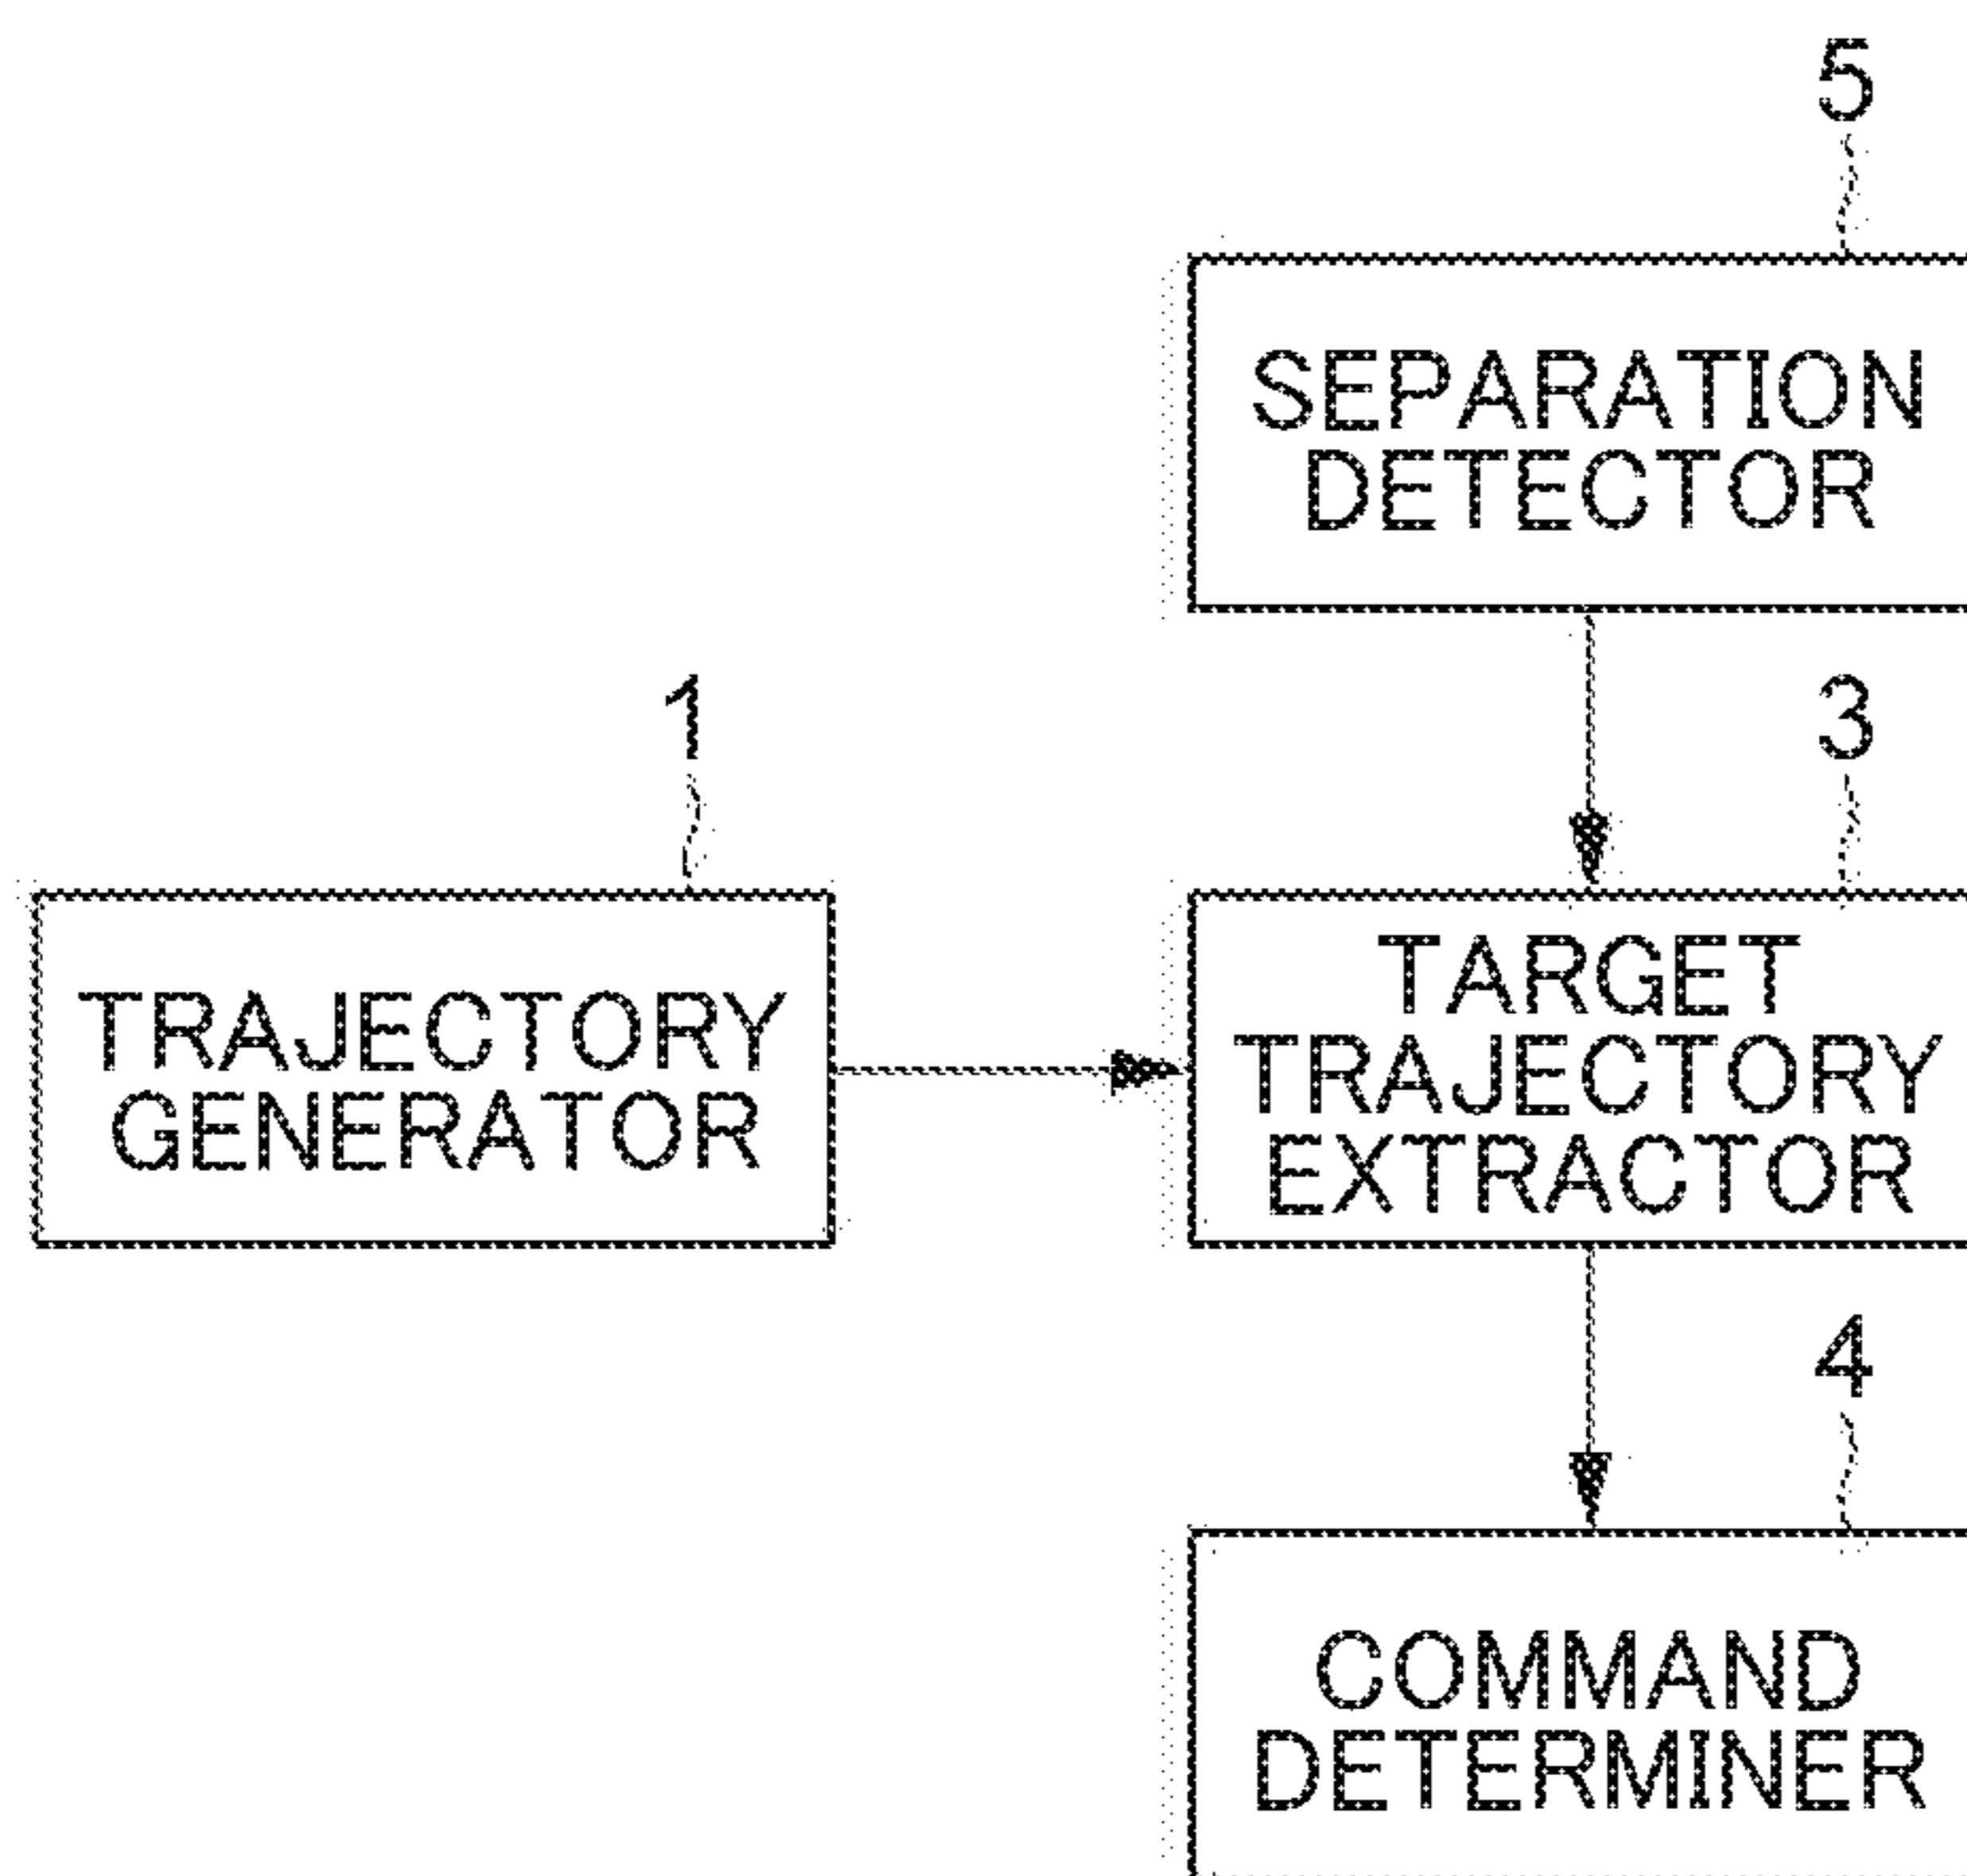 5
SEPARATION
DETECTOR
1
3
TRAJECTORY
GENERATOR
TARGET
TRAJECTORY
EXTRACTOR
4
COMMAND
DETERMINER